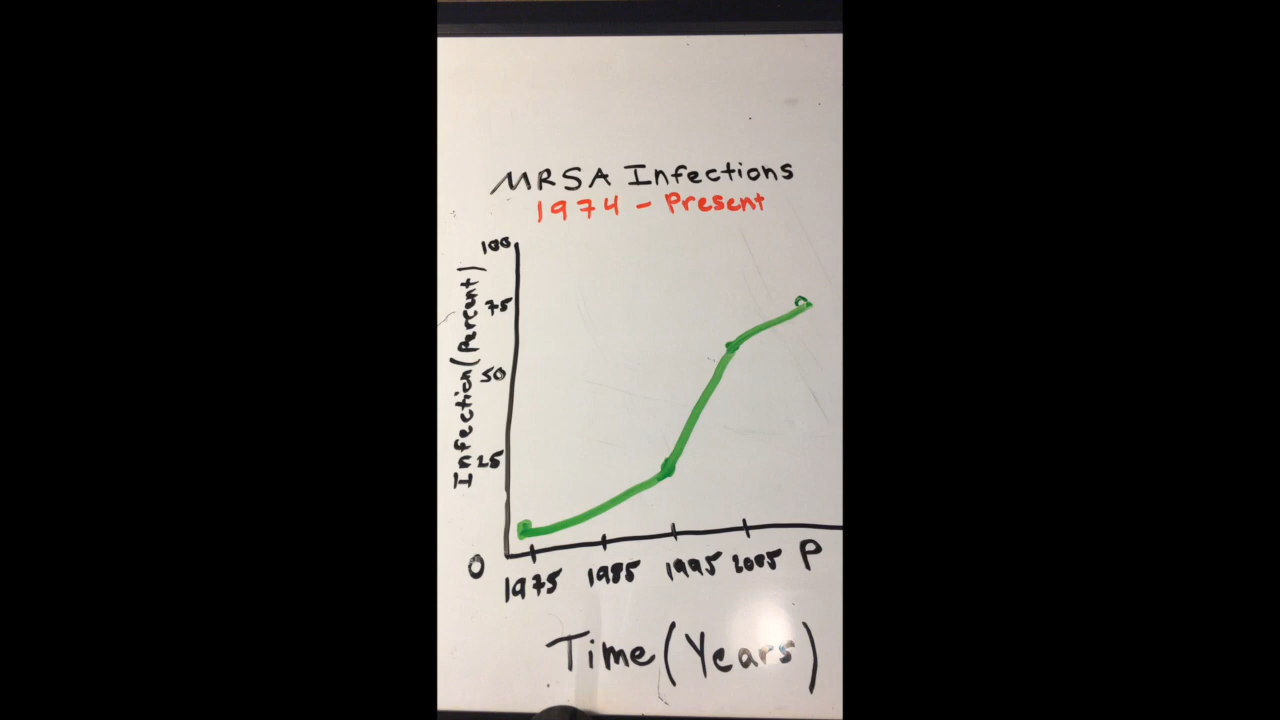 MRSA Infections
1974 - Present
Infection (Percent)
100
75
50
25
0
1975 1985 1995 2005 P
Time (Years)